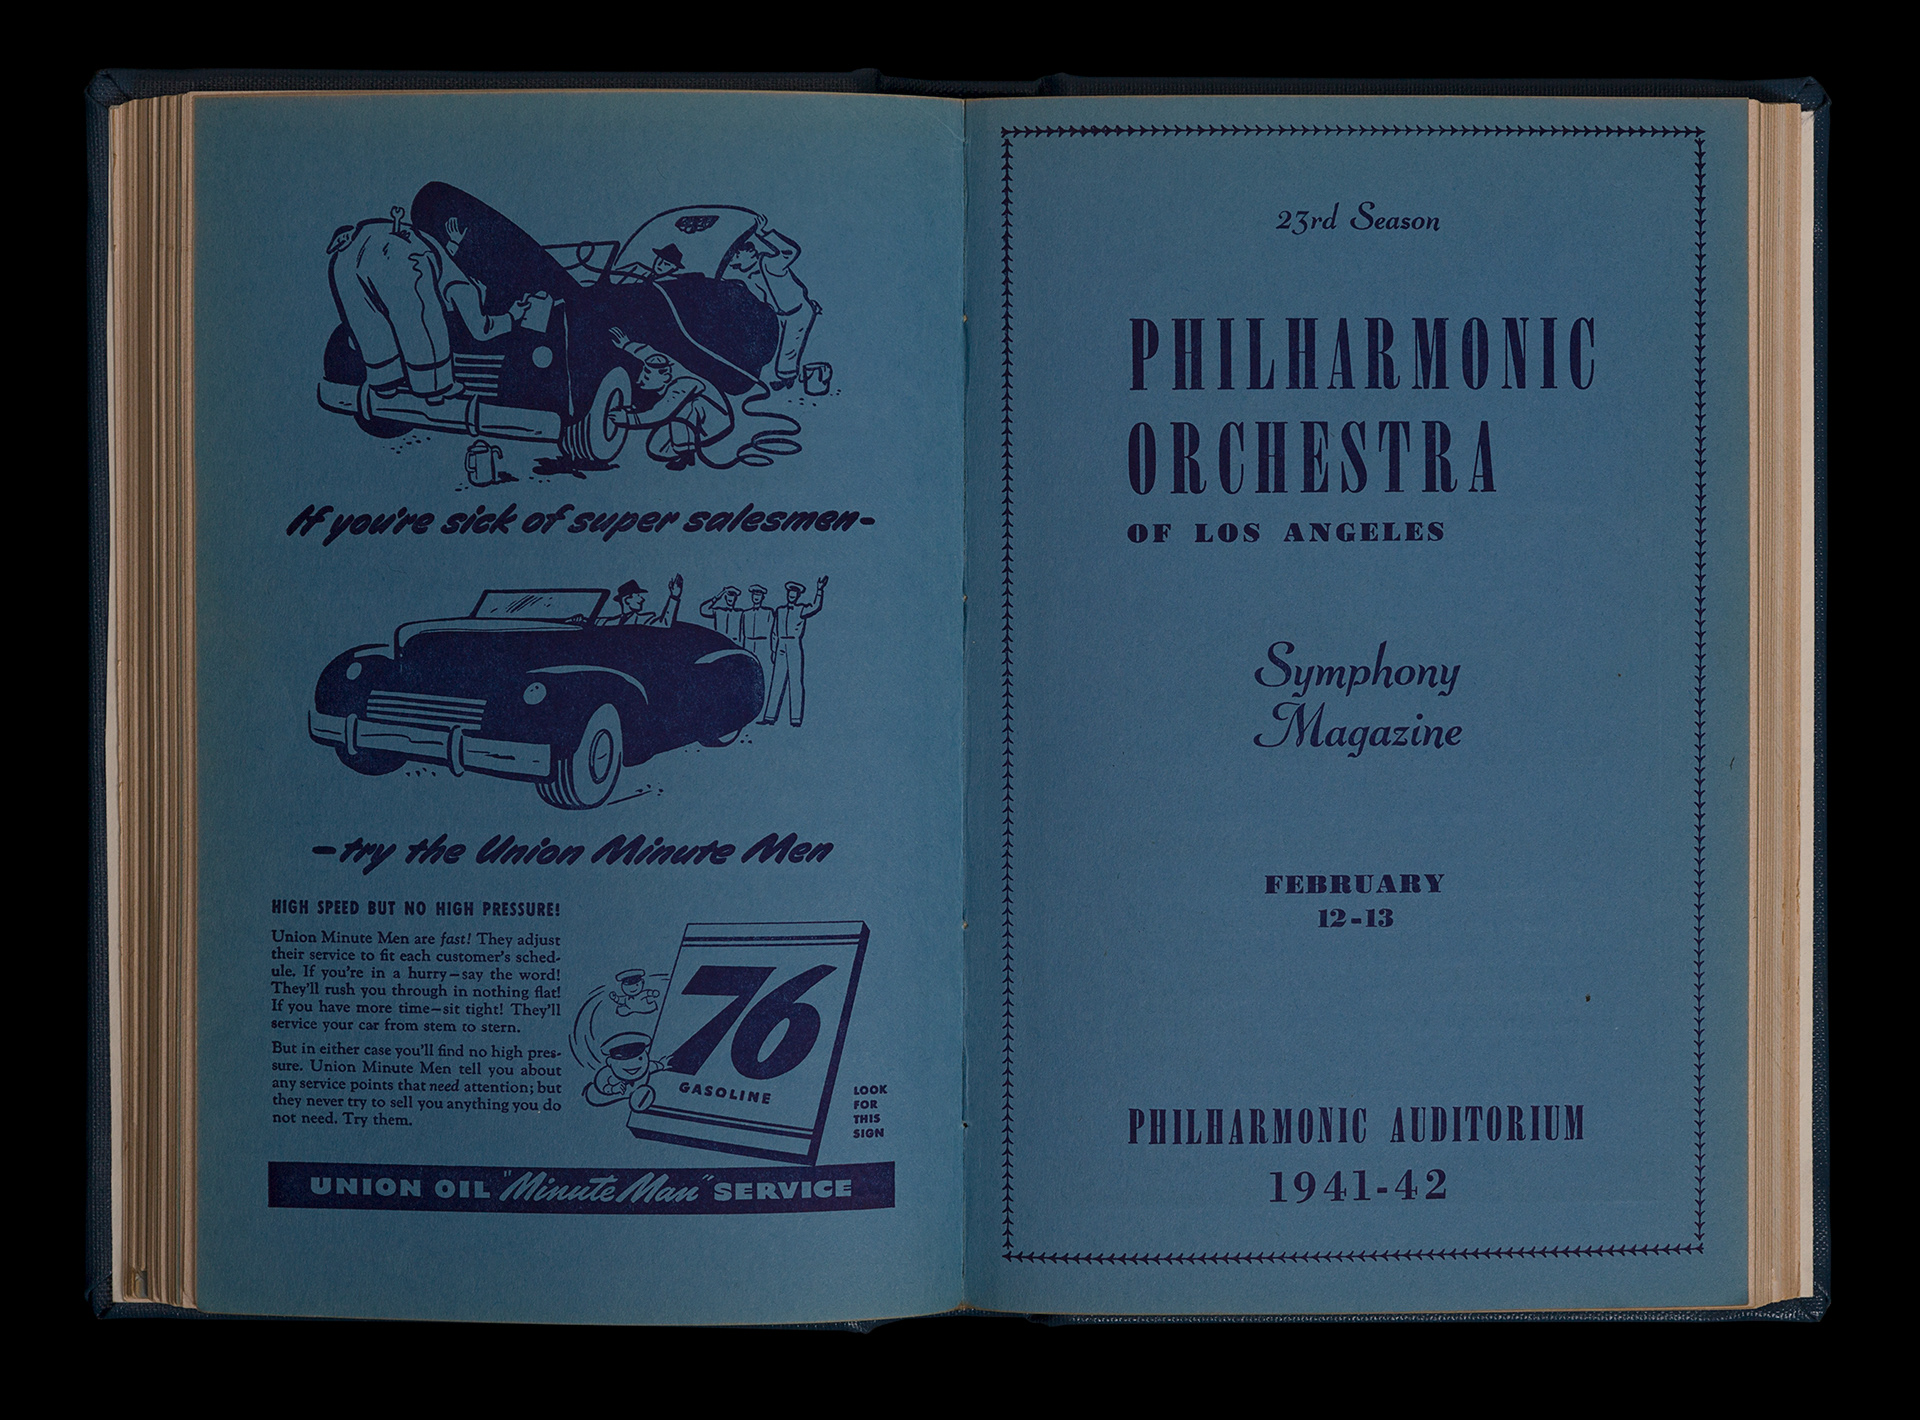 If you're sick of super salesmen-
-try the Union Minute Men
HIGH SPEED BUT NO HIGH PRESSURE!
Union Minute Men are fast! They adjust
their service to fit each customer's sched-
ule. If you're in a hurry—say the word!
They'll rush you through in nothing flat!
If you have more time—sit tight! They'll
service your car from stem to stern.
But in either case you'll find no high pres-
sure. Union Minute Men tell you about
any service points that need attention; but
they never try to sell you anything you do
not need. Try them.
76
GASOLINE
LOOK
FOR
THIS
SIGN
UNION OIL "Minute Man" SERVICE
23rd Season
PHILHARMONIC
ORCHESTRA
OF LOS ANGELES
Symphony
Magazine
FEBRUARY
12-13
PHILHARMONIC AUDITORIUM
1941-42